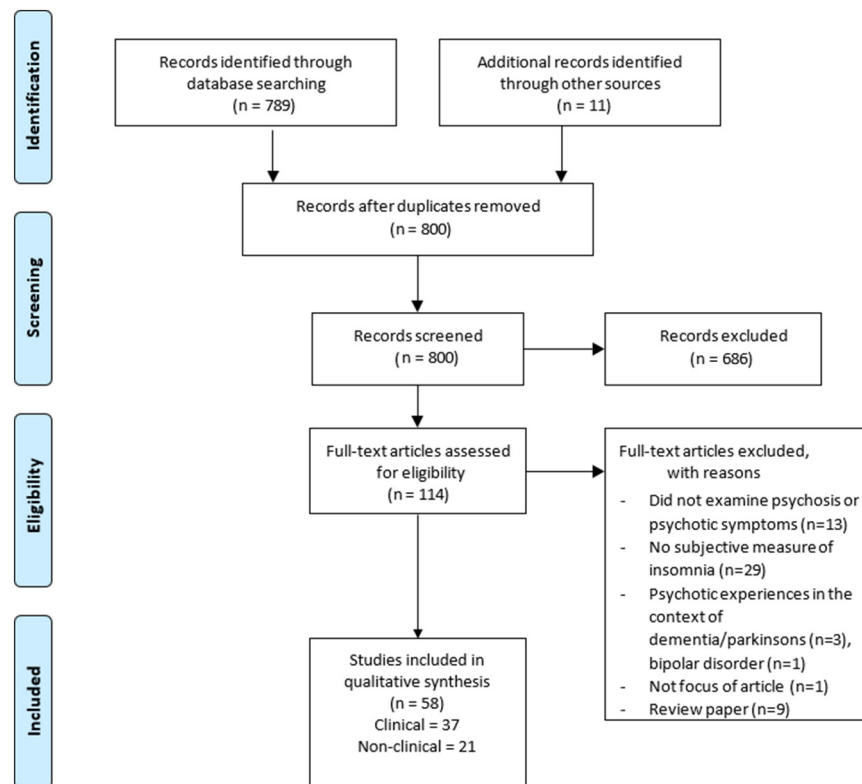 Identification
Records identified through
database searching
(n = 789)
Additional records identified
through other sources
(n = 11)
Records after duplicates removed
(n = 800)
Screening
Records screened
(n = 800)
Records excluded
(n = 686)
Eligibility
Full-text articles assessed
for eligibility
(n = 114)
Full-text articles excluded,
with reasons
- Did not examine psychosis or
psychotic symptoms (n=13)
- No subjective measure of
insomnia (n=29)
- Psychotic experiences in the
context of
dementia/parkinsons (n=3),
bipolar disorder (n=1)
- Not focus of article (n=1)
- Review paper (n=9)
Included
Studies included in
qualitative synthesis
(n = 58)
Clinical = 37
Non-clinical = 21